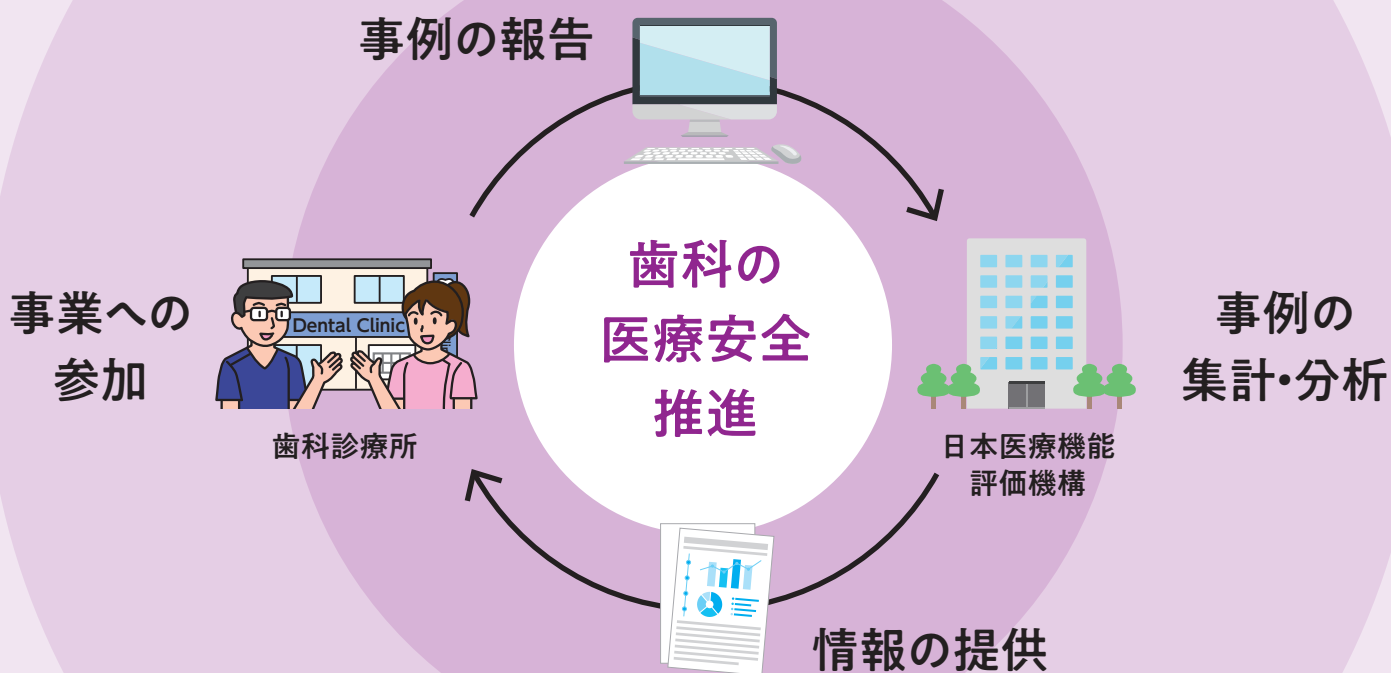 事例の報告
歯科の
医療安全
推進
事業への
参加
Dental Clinic
歯科診療所
日本医療機能
評価機構
事例の
集計・分析
情報の提供